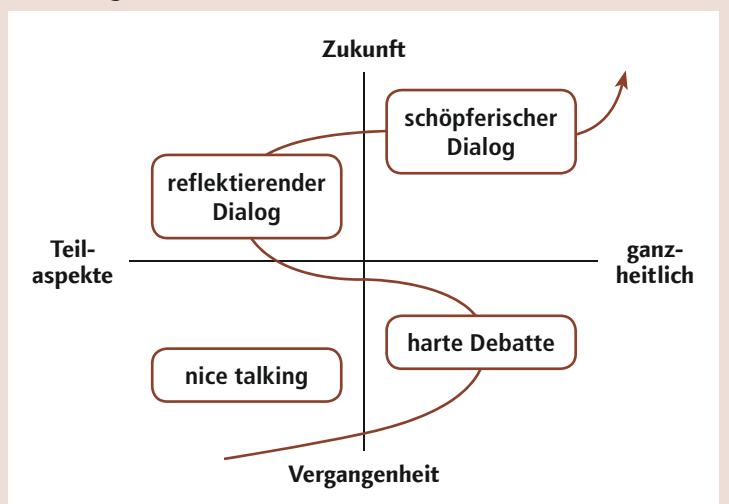 Zukunft
schöpferischer
Dialog
reflektierender
Dialog
Teil-
aspekte
ganz-
heitlich
harte Debatte
nice talking
Vergangenheit